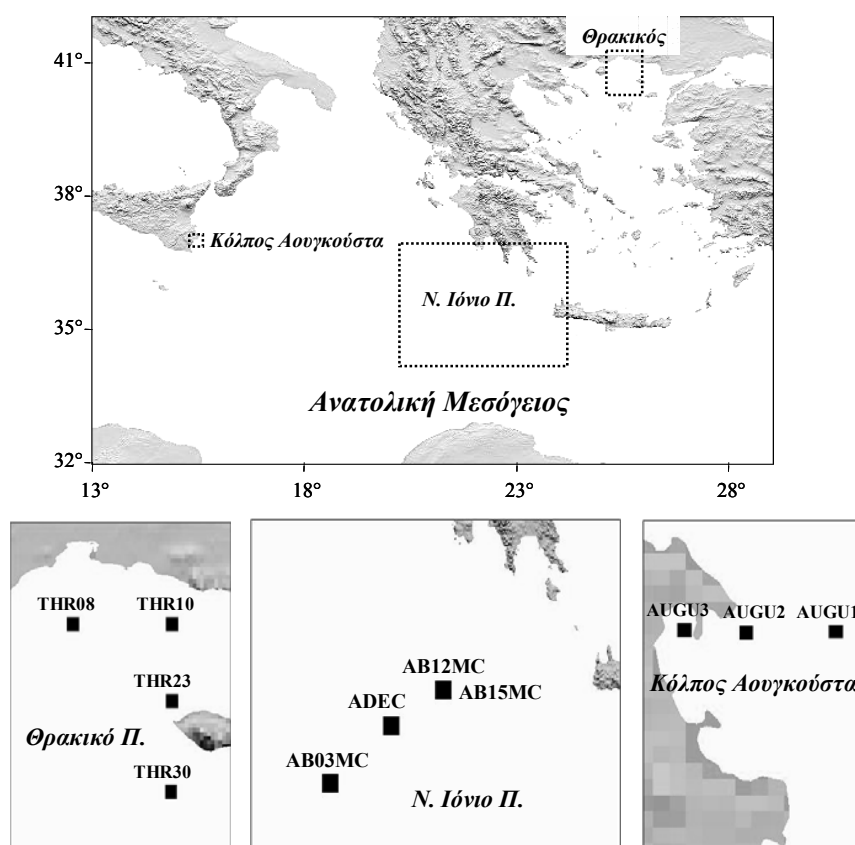 Θρακικός
41°
38°
Κόλπος Αουγκούστα
Ν. Ιόνιο Π.
35°
Ανατολική Μεσόγειος
32°
13°
18°
23°
28°
THR08
THR10
THR23
Θρακικό Π.
THR30
AB12MC
AB15MC
ADEC
AB03MC
Ν. Ιόνιο Π.
AUGU3
AUGU2
AUGU1
Κόλπος Αουγκούστα